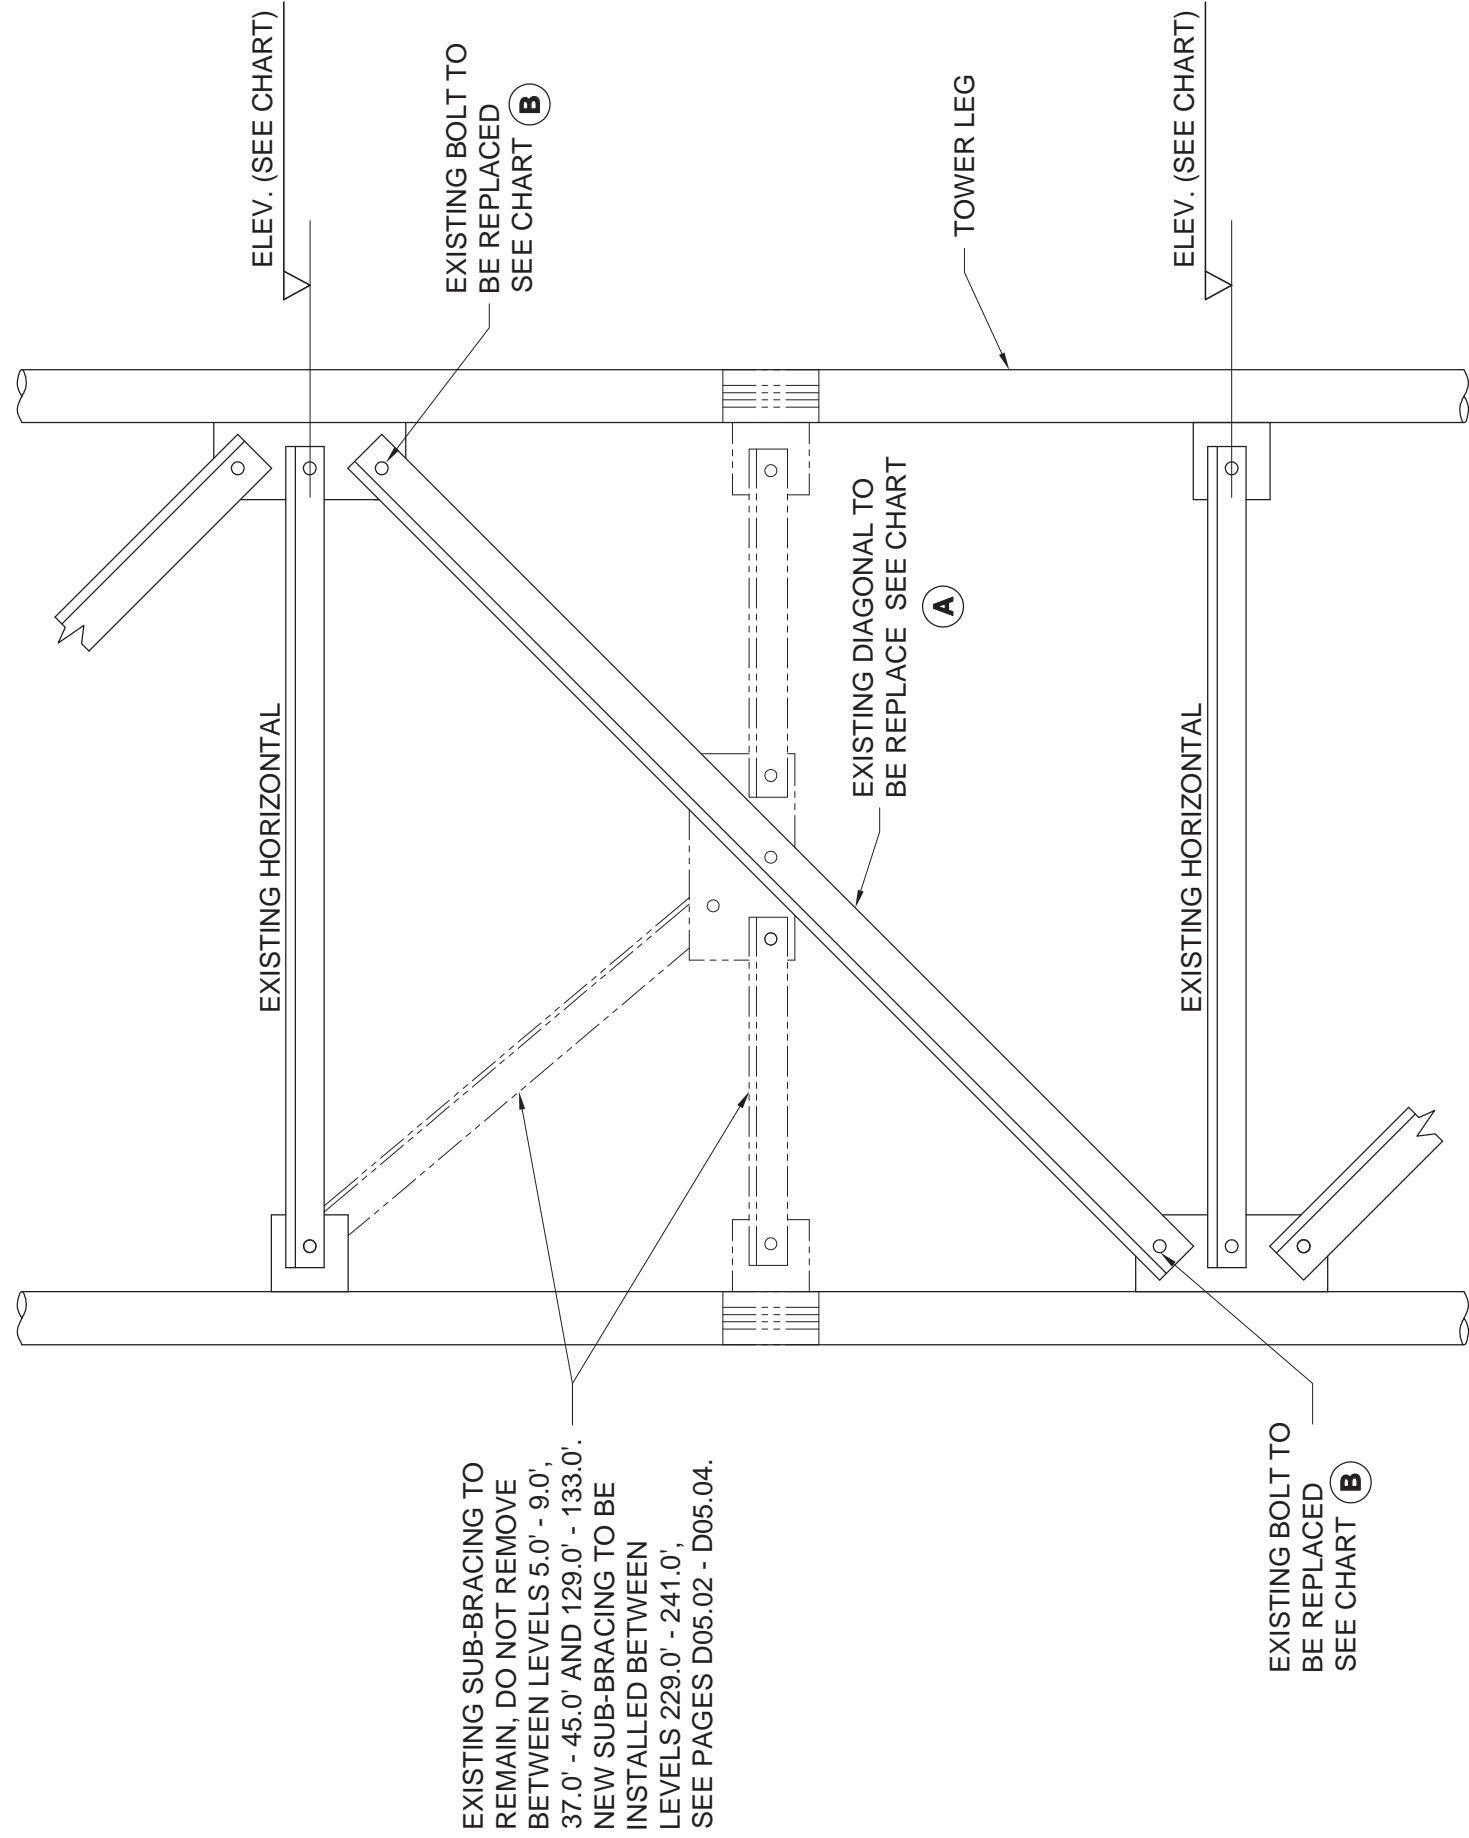 ELEV. (SEE CHART)
EXISTING BOLT TO
BE REPLACED
SEE CHART B
TOWER LEG
ELEV. (SEE CHART)
EXISTING HORIZONTAL
EXISTING DIAGONAL TO
BE REPLACE SEE CHART
A
EXISTING HORIZONTAL
EXISTING SUB-BRACING TO
REMAIN, DO NOT REMOVE
BETWEEN LEVELS 5.0' - 9.0',
37.0' - 45.0' AND 129.0' - 133.0'.
NEW SUB-BRACING TO BE
INSTALLED BETWEEN
LEVELS 229.0' - 241.0',
SEE PAGES D05.02 - D05.04.
EXISTING BOLT TO
BE REPLACED
SEE CHART B